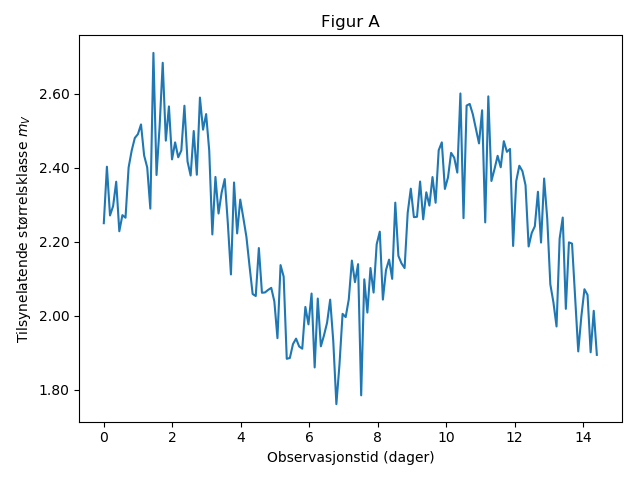 Figur A
Tilsynelatende størrelsklasse m_V
2.60
2.40
2.20
2.00
1.80
0 2 4 6 8 10 12 14
Observasjonstid (dager)